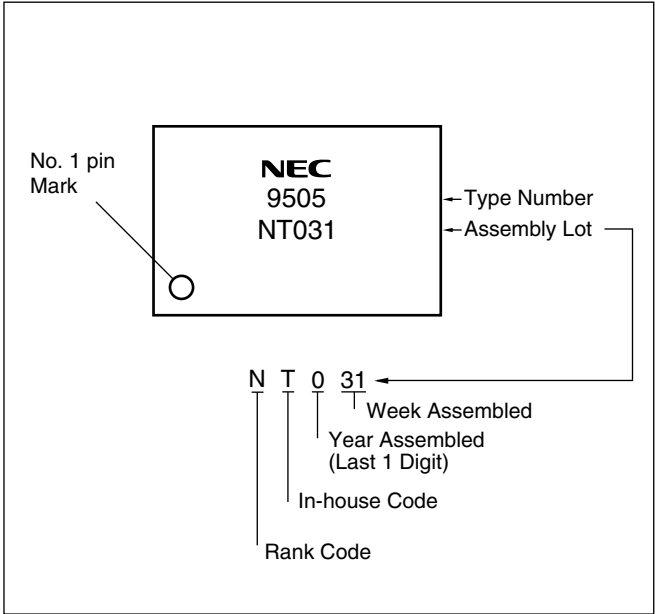 No. 1 pin
Mark
NEC
9505
NT031
Type Number
Assembly Lot
N T 0 31
Week Assembled
Year Assembled
(Last 1 Digit)
In-house Code
Rank Code